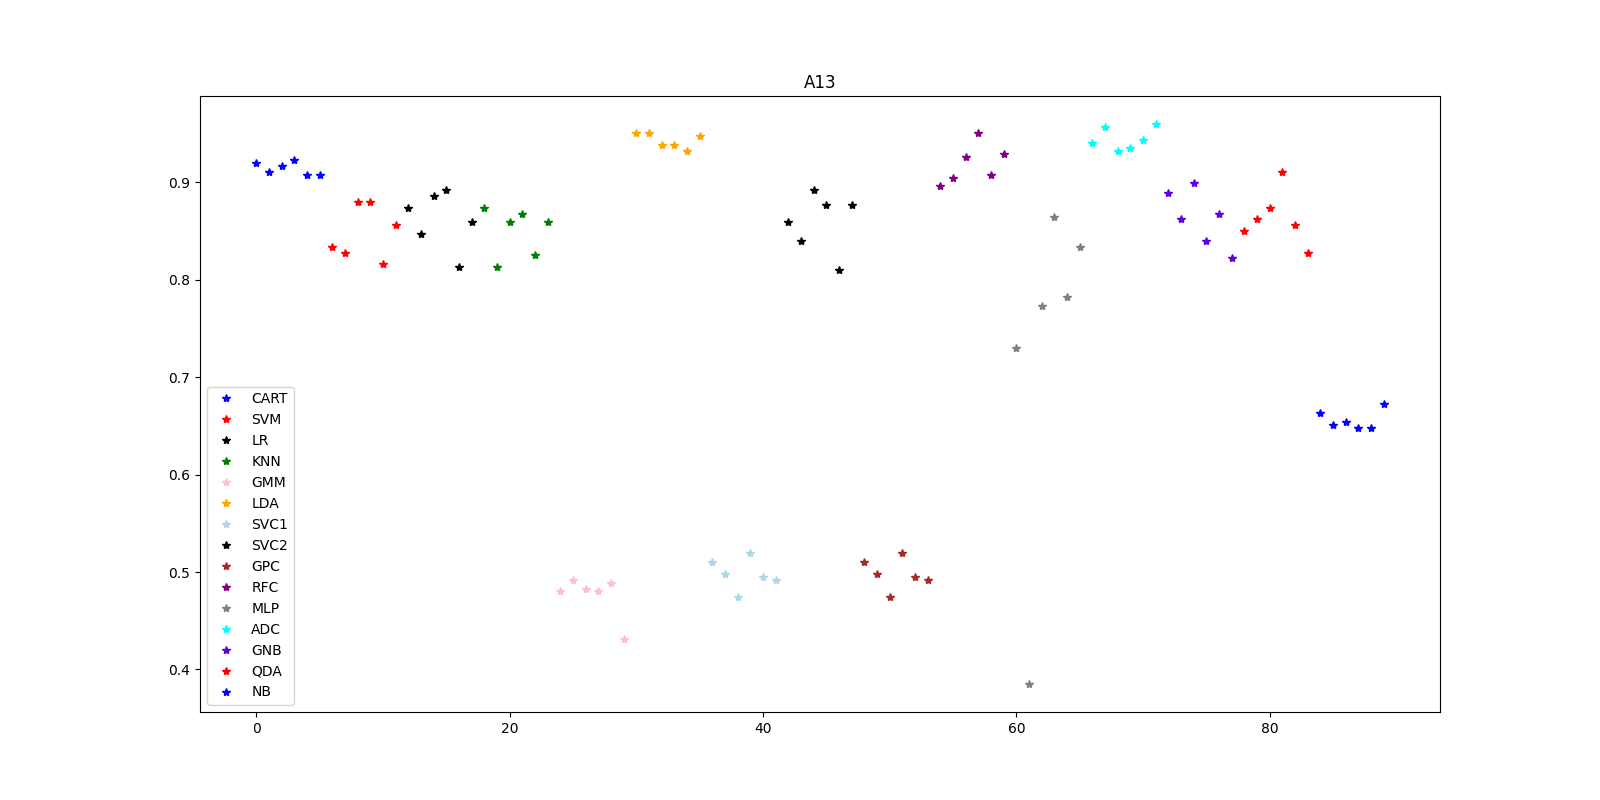 A13
0.9
0.8
0.7
0.6
0.5
0.4
CART
SVM
LR
KNN
GMM
LDA
SVC1
SVC2
GPC
RFC
MLP
ADC
GNB
QDA
NB
0 20 40 60 80